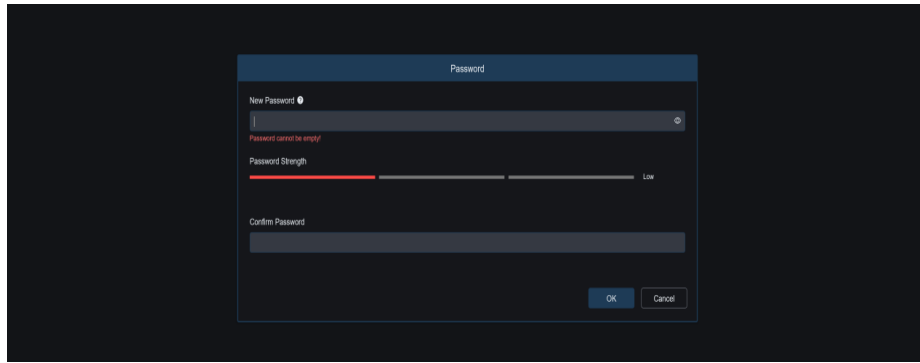 Password
New Password
Password cannot be empty!
Password Strength
Low
Confirm Password
OK
Cancel